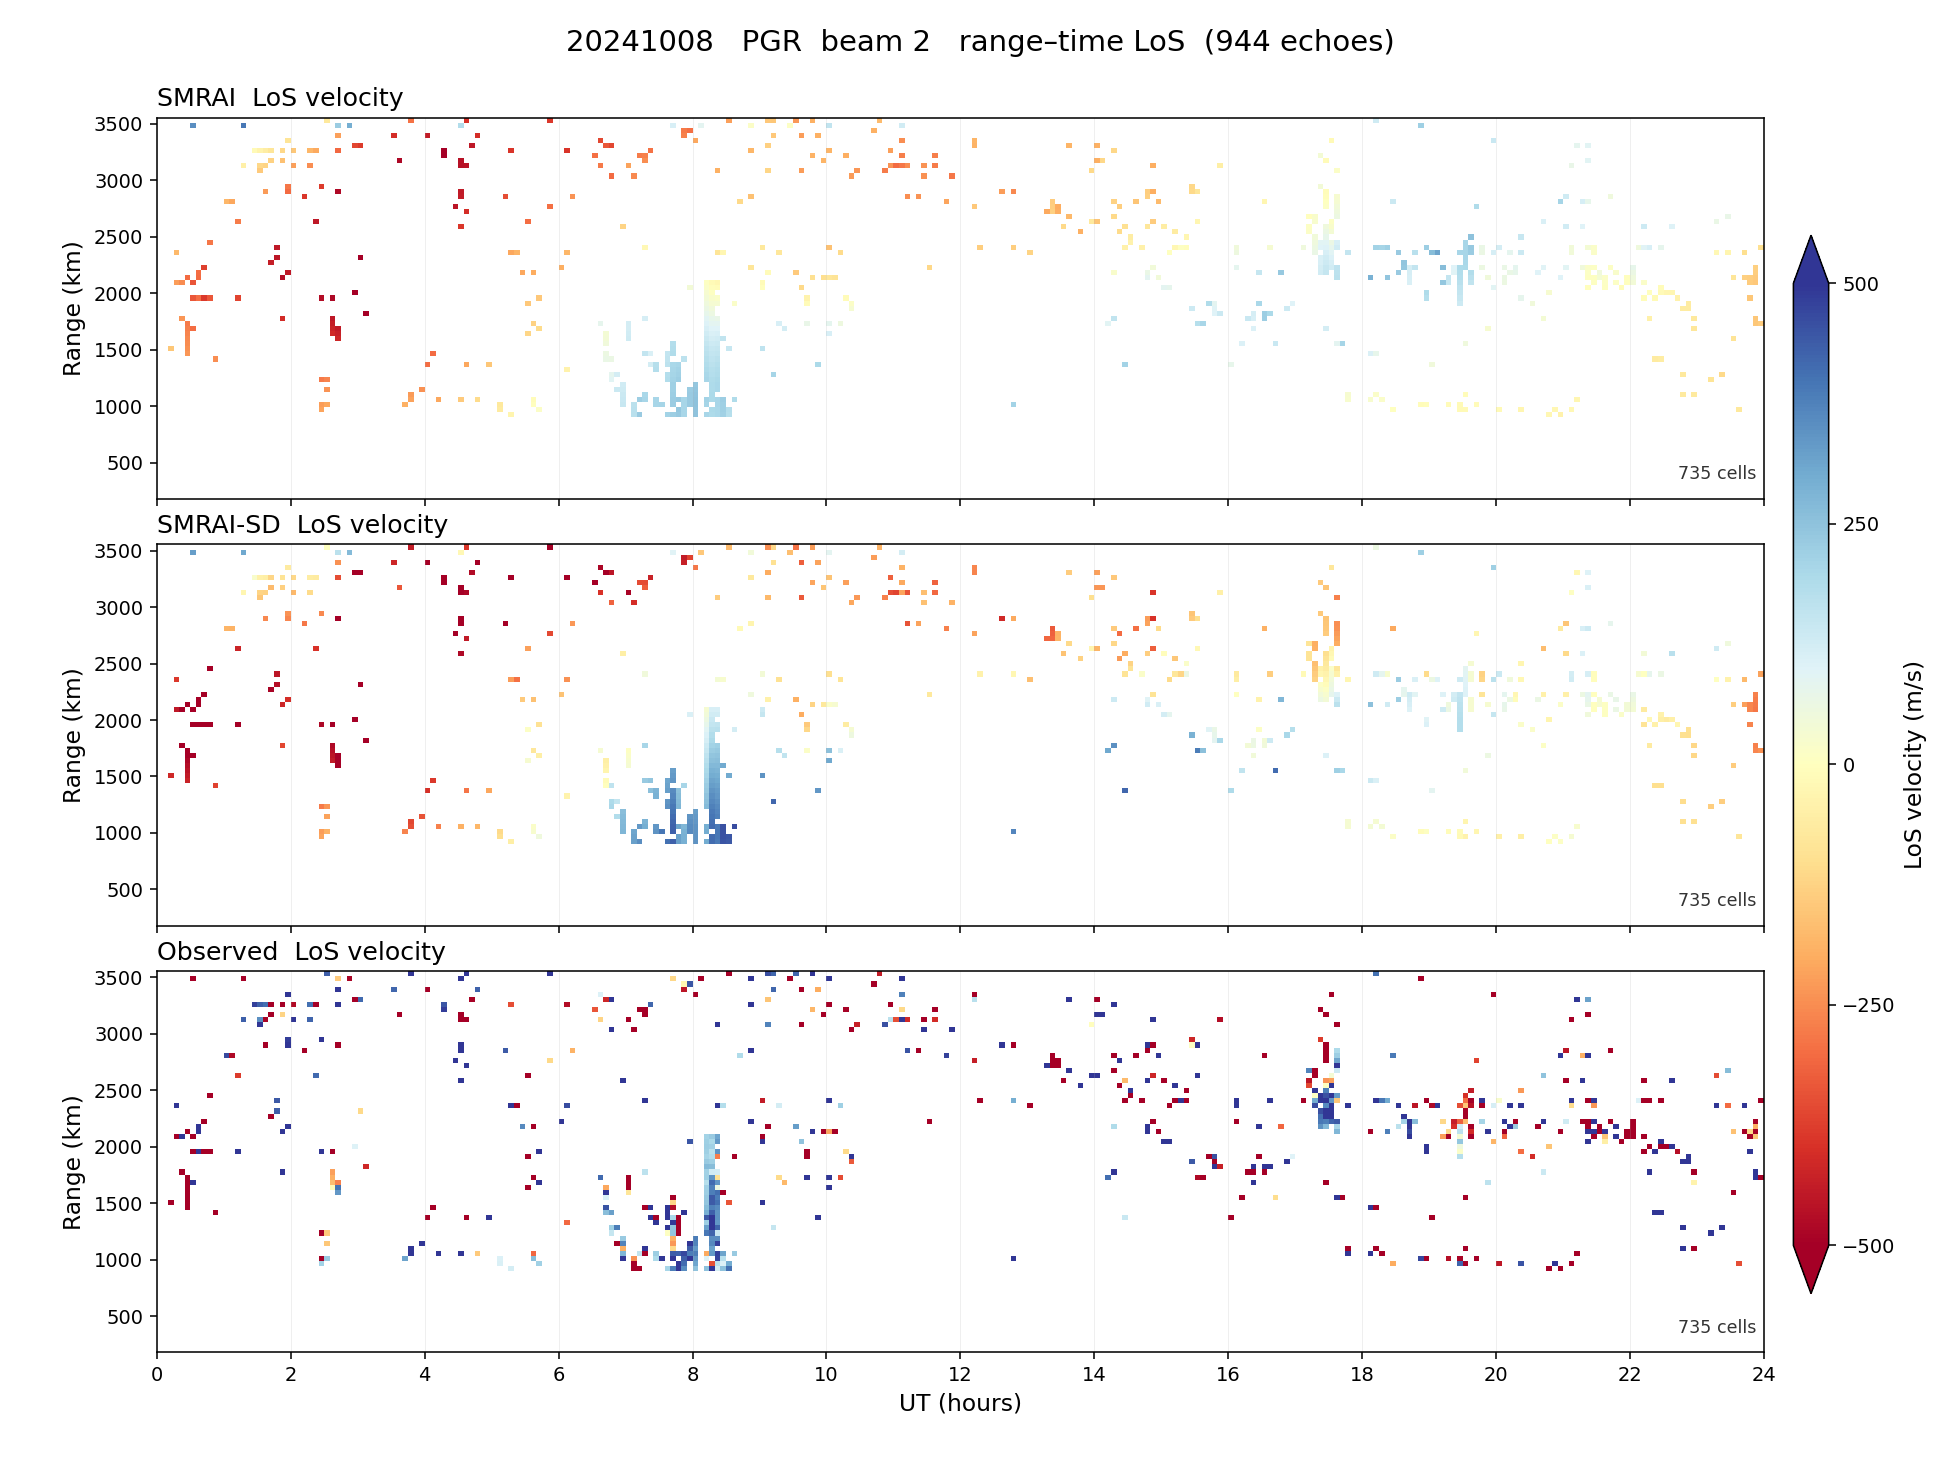 20241008 PGR beam 2 range–time LoS (944 echoes)
SMRAI LoS velocity
3500
3000
2500
2000
1500
1000
500
Range (km)
735 cells
SMRAI-SD LoS velocity
3500
3000
2500
2000
1500
1000
500
Range (km)
735 cells
Observed LoS velocity
3500
3000
2500
2000
1500
1000
500
Range (km)
735 cells
0 2 4 6 8 10 12 14 16 18 20 22 24
UT (hours)
500
250
0
−250
−500
LoS velocity (m/s)